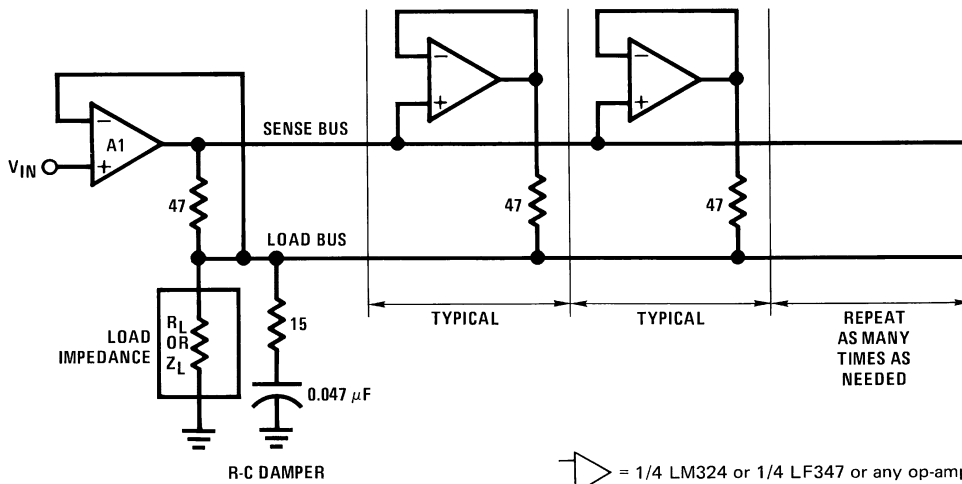 −
−
+
+
SENSE BUS
−
A1
VIN
+
47
47
47
LOAD BUS
TYPICAL
TYPICAL
REPEAT
AS MANY
TIMES AS
NEEDED
LOAD
IMPEDANCE
RL
OR
ZL
15
0.047 μF
R-C DAMPER
= 1/4 LM324 or 1/4 LF347 or any op-amp